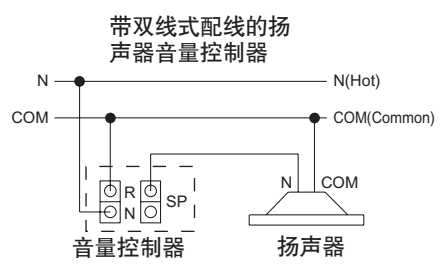 带双线式配线的扬
声器音量控制器
N N(Hot)
COM COM(Common)
N COM
R SP
N
音量控制器 扬声器